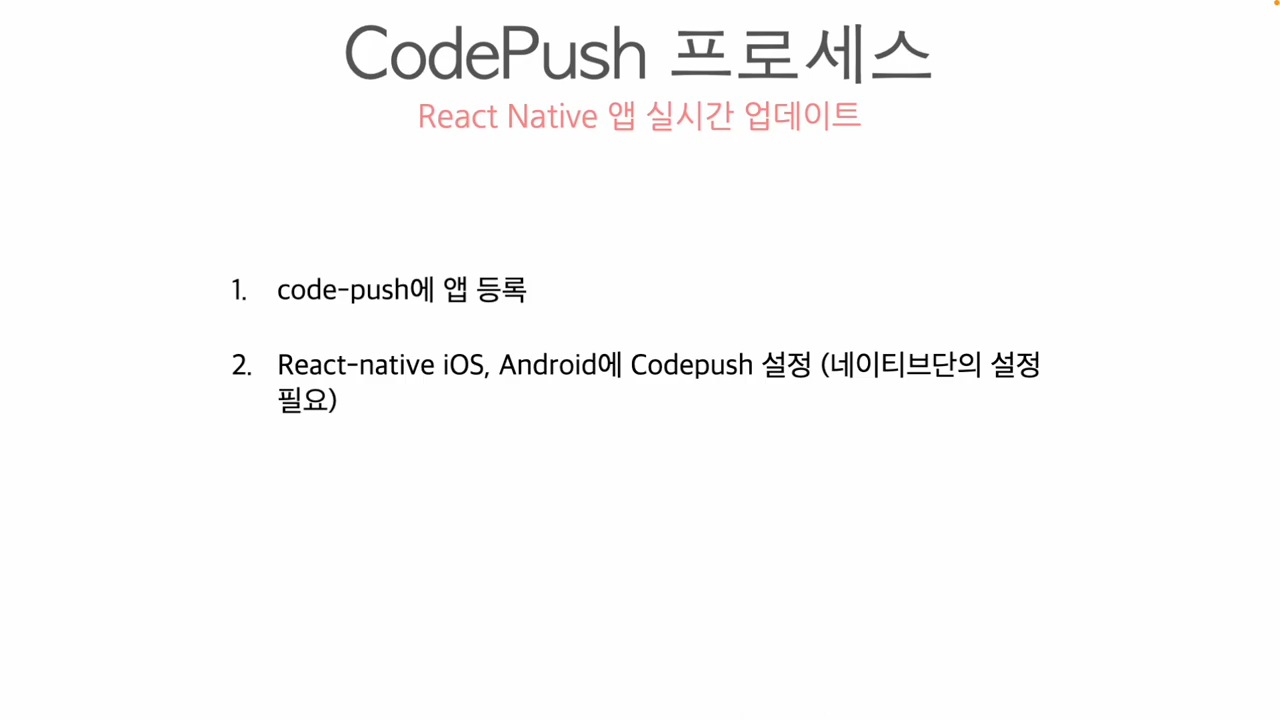 CodePush 프로세스
React Native 앱 실시간 업데이트
1. code-push에 앱 등록
2. React-native iOS, Android에 Codepush 설정 (네이티브단의 설정
필요)